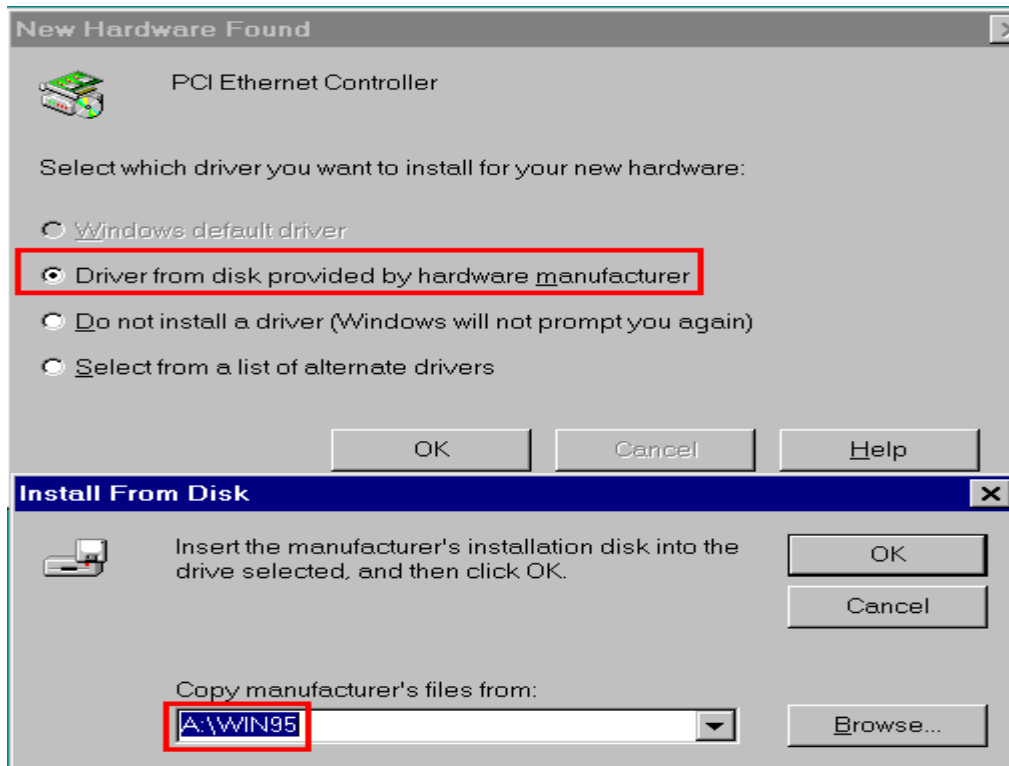 New Hardware Found
PCI Ethernet Controller
Select which driver you want to install for your new hardware:
Windows default driver
Driver from disk provided by hardware manufacturer
Do not install a driver (Windows will not prompt you again)
Select from a list of alternate drivers
OK Cancel Help
Install From Disk
Insert the manufacturer's installation disk into the
drive selected, and then click OK.
OK
Cancel
Copy manufacturer's files from:
A:\WIN95
Browse...